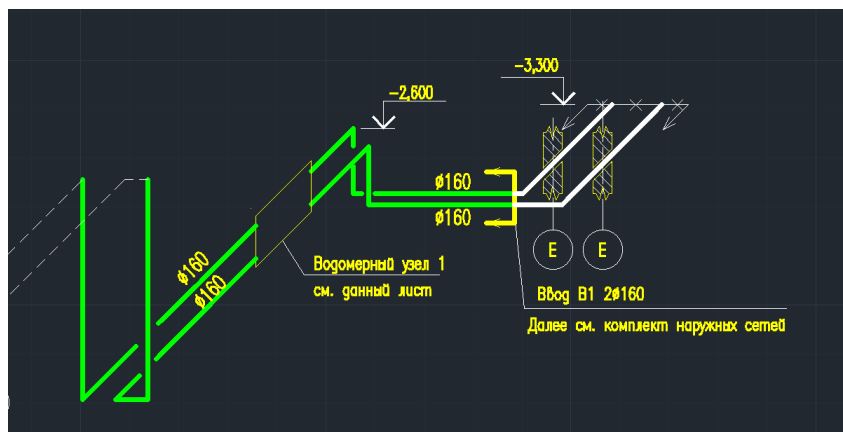 -3,300
-2,600
ø160
ø160
E
E
ø160
ø160
Водомерный узел 1
см. данный лист
Ввод В1 2ø160
Далее см. комплект наружных сетей